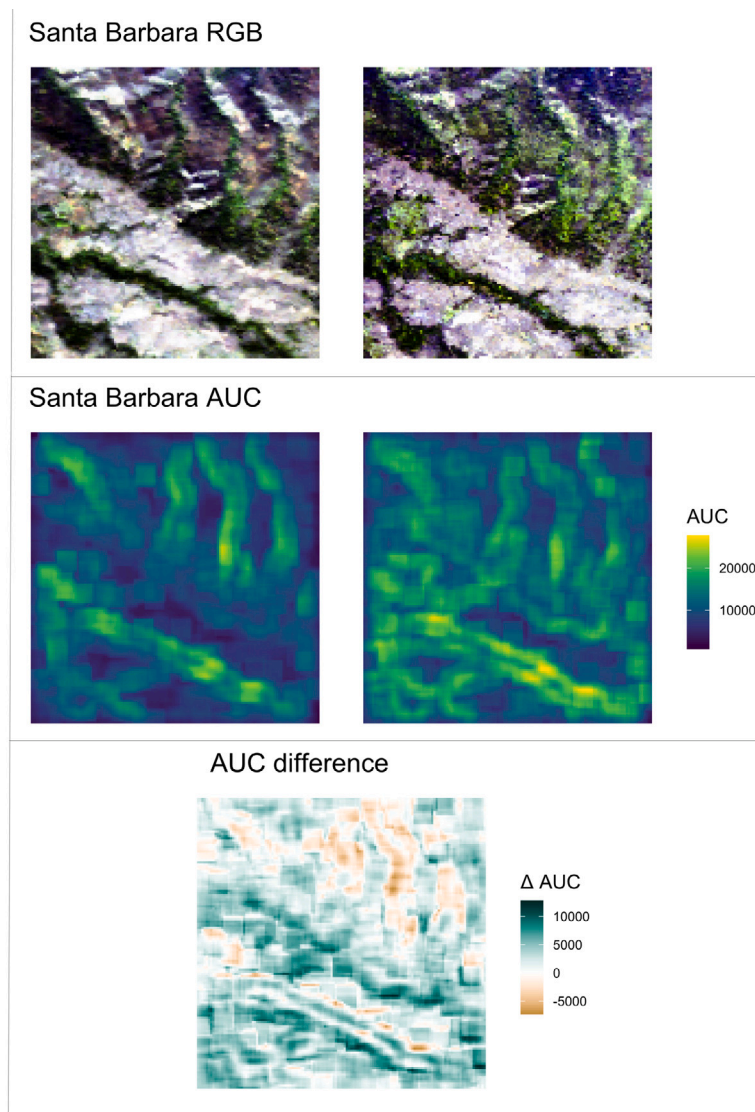 Santa Barbara RGB
Santa Barbara AUC
AUC
20000
10000
AUC difference
Δ AUC
10000
5000
0
-5000